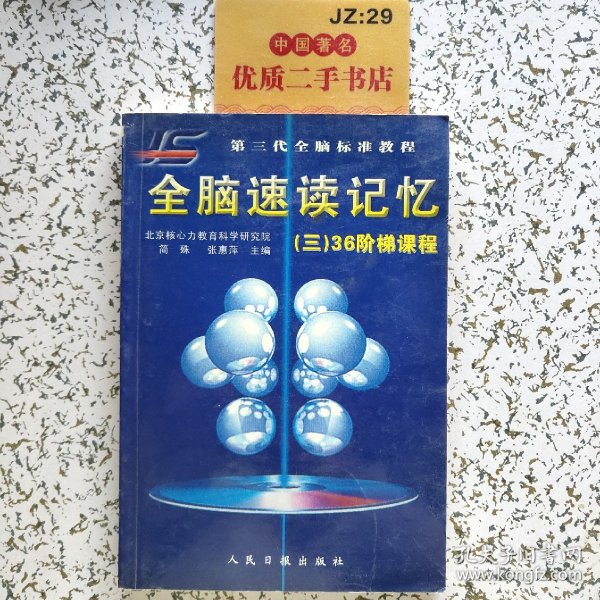 JZ:29
中国著名
优质二手书店
JS
第三代全脑标准教程
全脑速读记忆
北京核心力教育科学研究院
简 姝 张惠萍 主编
(三)36阶梯课程
人民日报出版社
孔夫子旧书网
www.kongfz.com